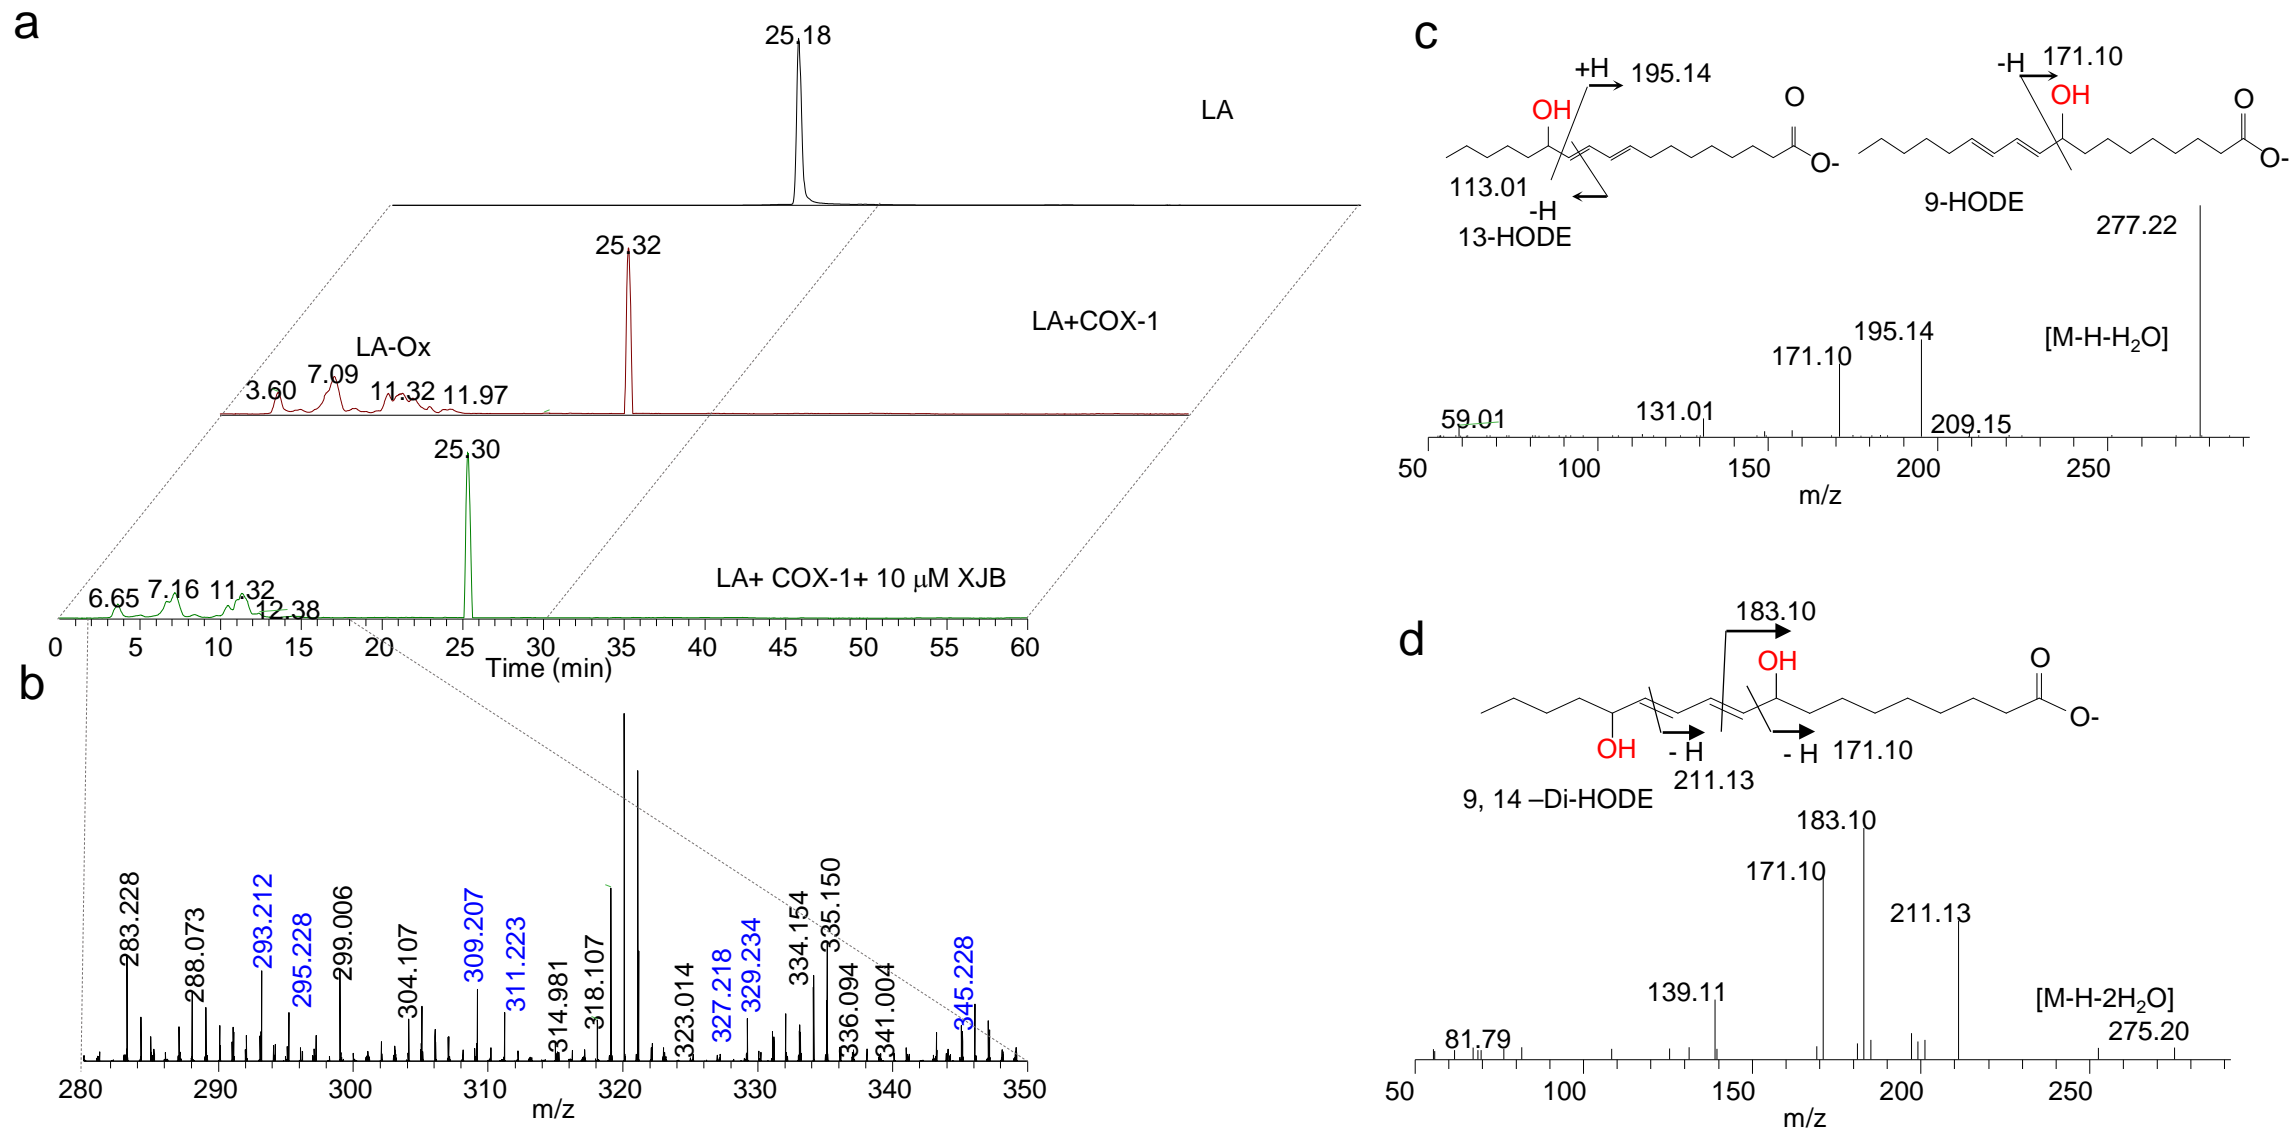 a
25.18
LA
25.32
LA+COX-1
LA-Ox
3.60
7.09
11.32
11.97
25.30
LA+ COX-1+ 10 μM XJB
6.65
7.16
11.32
12.38
0 5 10 15 20 25 30 35 40 45 50 55 60
Time (min)
b
283.228
288.073
293.212
295.228
299.006
304.107
309.207
311.223
314.981
318.107
323.014
327.218
329.234
334.154
335.150
336.094
341.004
345.228
280 290 300 310 320 330 340 350
m/z
c
+H 195.14
OH
O
O-
113.01
-H
13-HODE
-H 171.10
OH
O
O-
9-HODE
277.22
[M-H-H2O]
195.14
171.10
131.01
209.15
59.01
50 100 150 200 250
m/z
d
183.10
OH
O
O-
OH
- H
211.13
- H 171.10
9, 14 –Di-HODE
183.10
171.10
211.13
139.11
[M-H-2H2O]
275.20
81.79
50 100 150 200 250
m/z